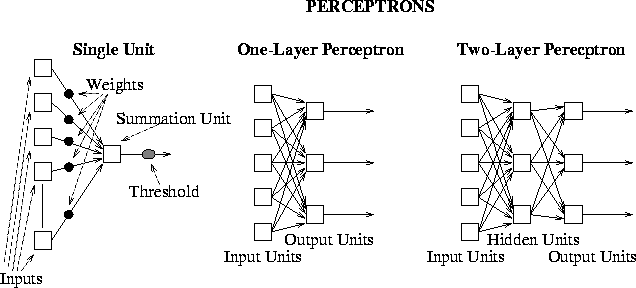 PERCEPTRONS
Single Unit
Weights
Summation Unit
Threshold
Inputs
One-Layer Perceptron
Output Units
Input Units
Two-Layer Perecptron
Hidden Units
Input Units
Output Units